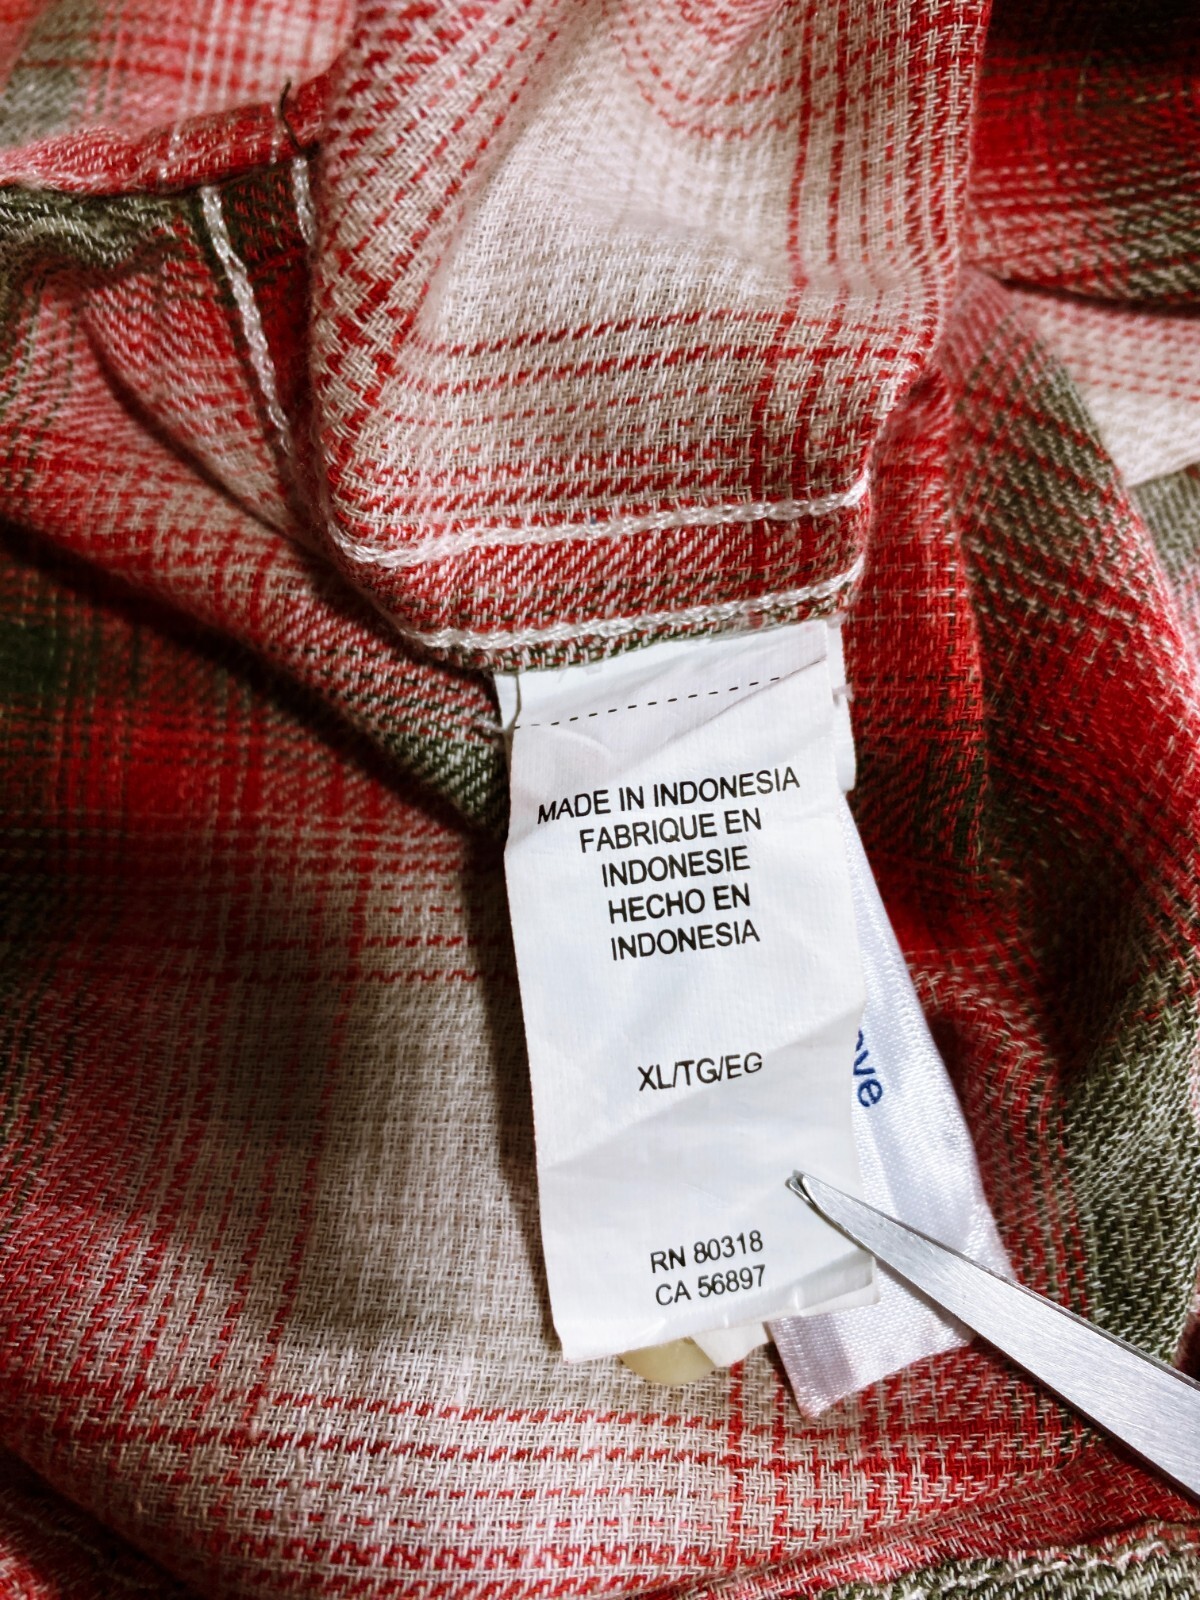 MADE IN INDONESIA
FABRIQUE EN
INDONESIE
HECHO EN
INDONESIA
XL/TG/EG
RN 80318
CA 56897